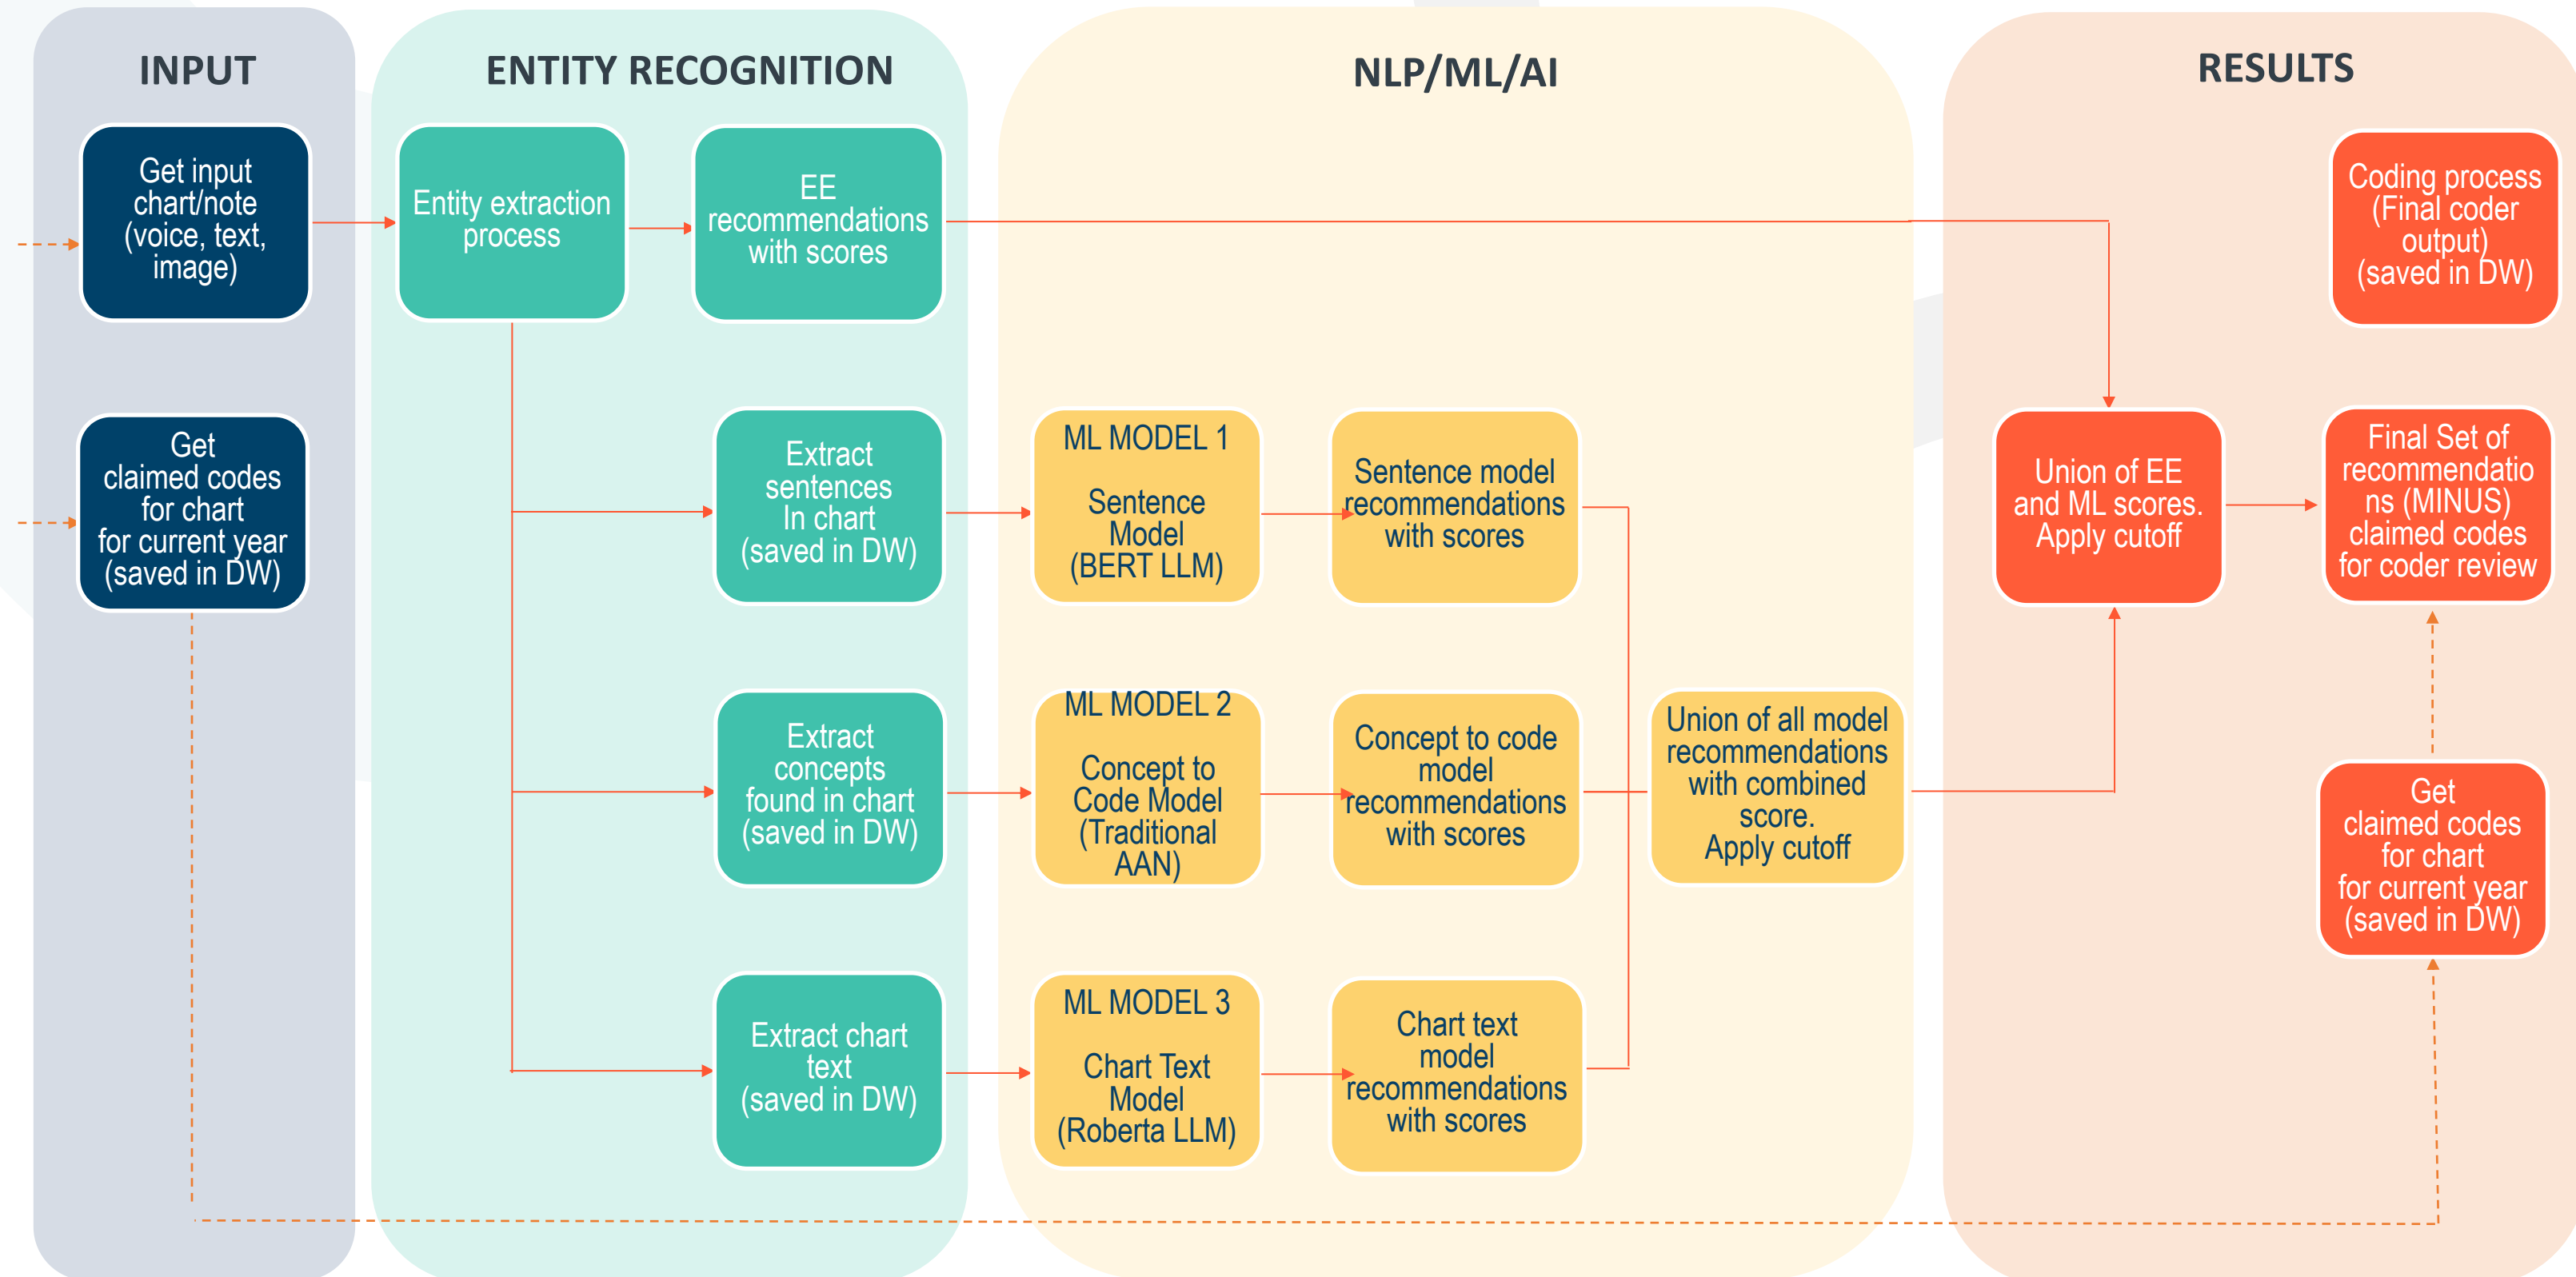 INPUT
Get input
chart/note
(voice, text,
image)
Get
claimed codes
for chart
for current year
(saved in DW)
ENTITY RECOGNITION
Entity extraction
process
EE
recommendations
with scores
Extract
sentences
In chart
(saved in DW)
Extract
concepts
found in chart
(saved in DW)
Extract chart
text
(saved in DW)
NLP/ML/AI
ML MODEL 1
Sentence
Model
(BERT LLM)
Sentence model
recommendations
with scores
ML MODEL 2
Concept to
Code Model
(Traditional
AAN)
Concept to code
model
recommendations
with scores
Union of all model
recommendations
with combined
score.
Apply cutoff
ML MODEL 3
Chart Text
Model
(Roberta LLM)
Chart text
model
recommendations
with scores
RESULTS
Coding process
(Final coder
output)
(saved in DW)
Union of EE
and ML scores.
Apply cutoff
Final Set of
recommendatio
ns (MINUS)
claimed codes
for coder review
Get
claimed codes
for chart
for current year
(saved in DW)